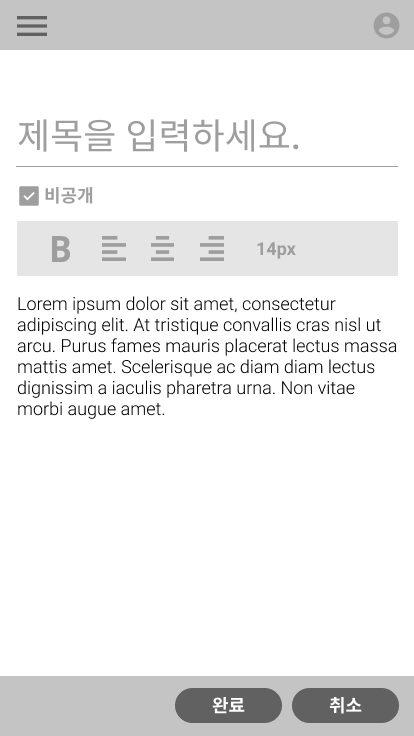 제목을 입력하세요.
비공개
B 14px
Lorem ipsum dolor sit amet, consectetur
adipiscing elit. At tristique convallis cras nisl ut
arcu. Purus fames mauris placerat lectus massa
mattis amet. Scelerisque ac diam diam lectus
dignissim a iaculis pharetra urna. Non vitae
morbi augue amet.
완료 취소